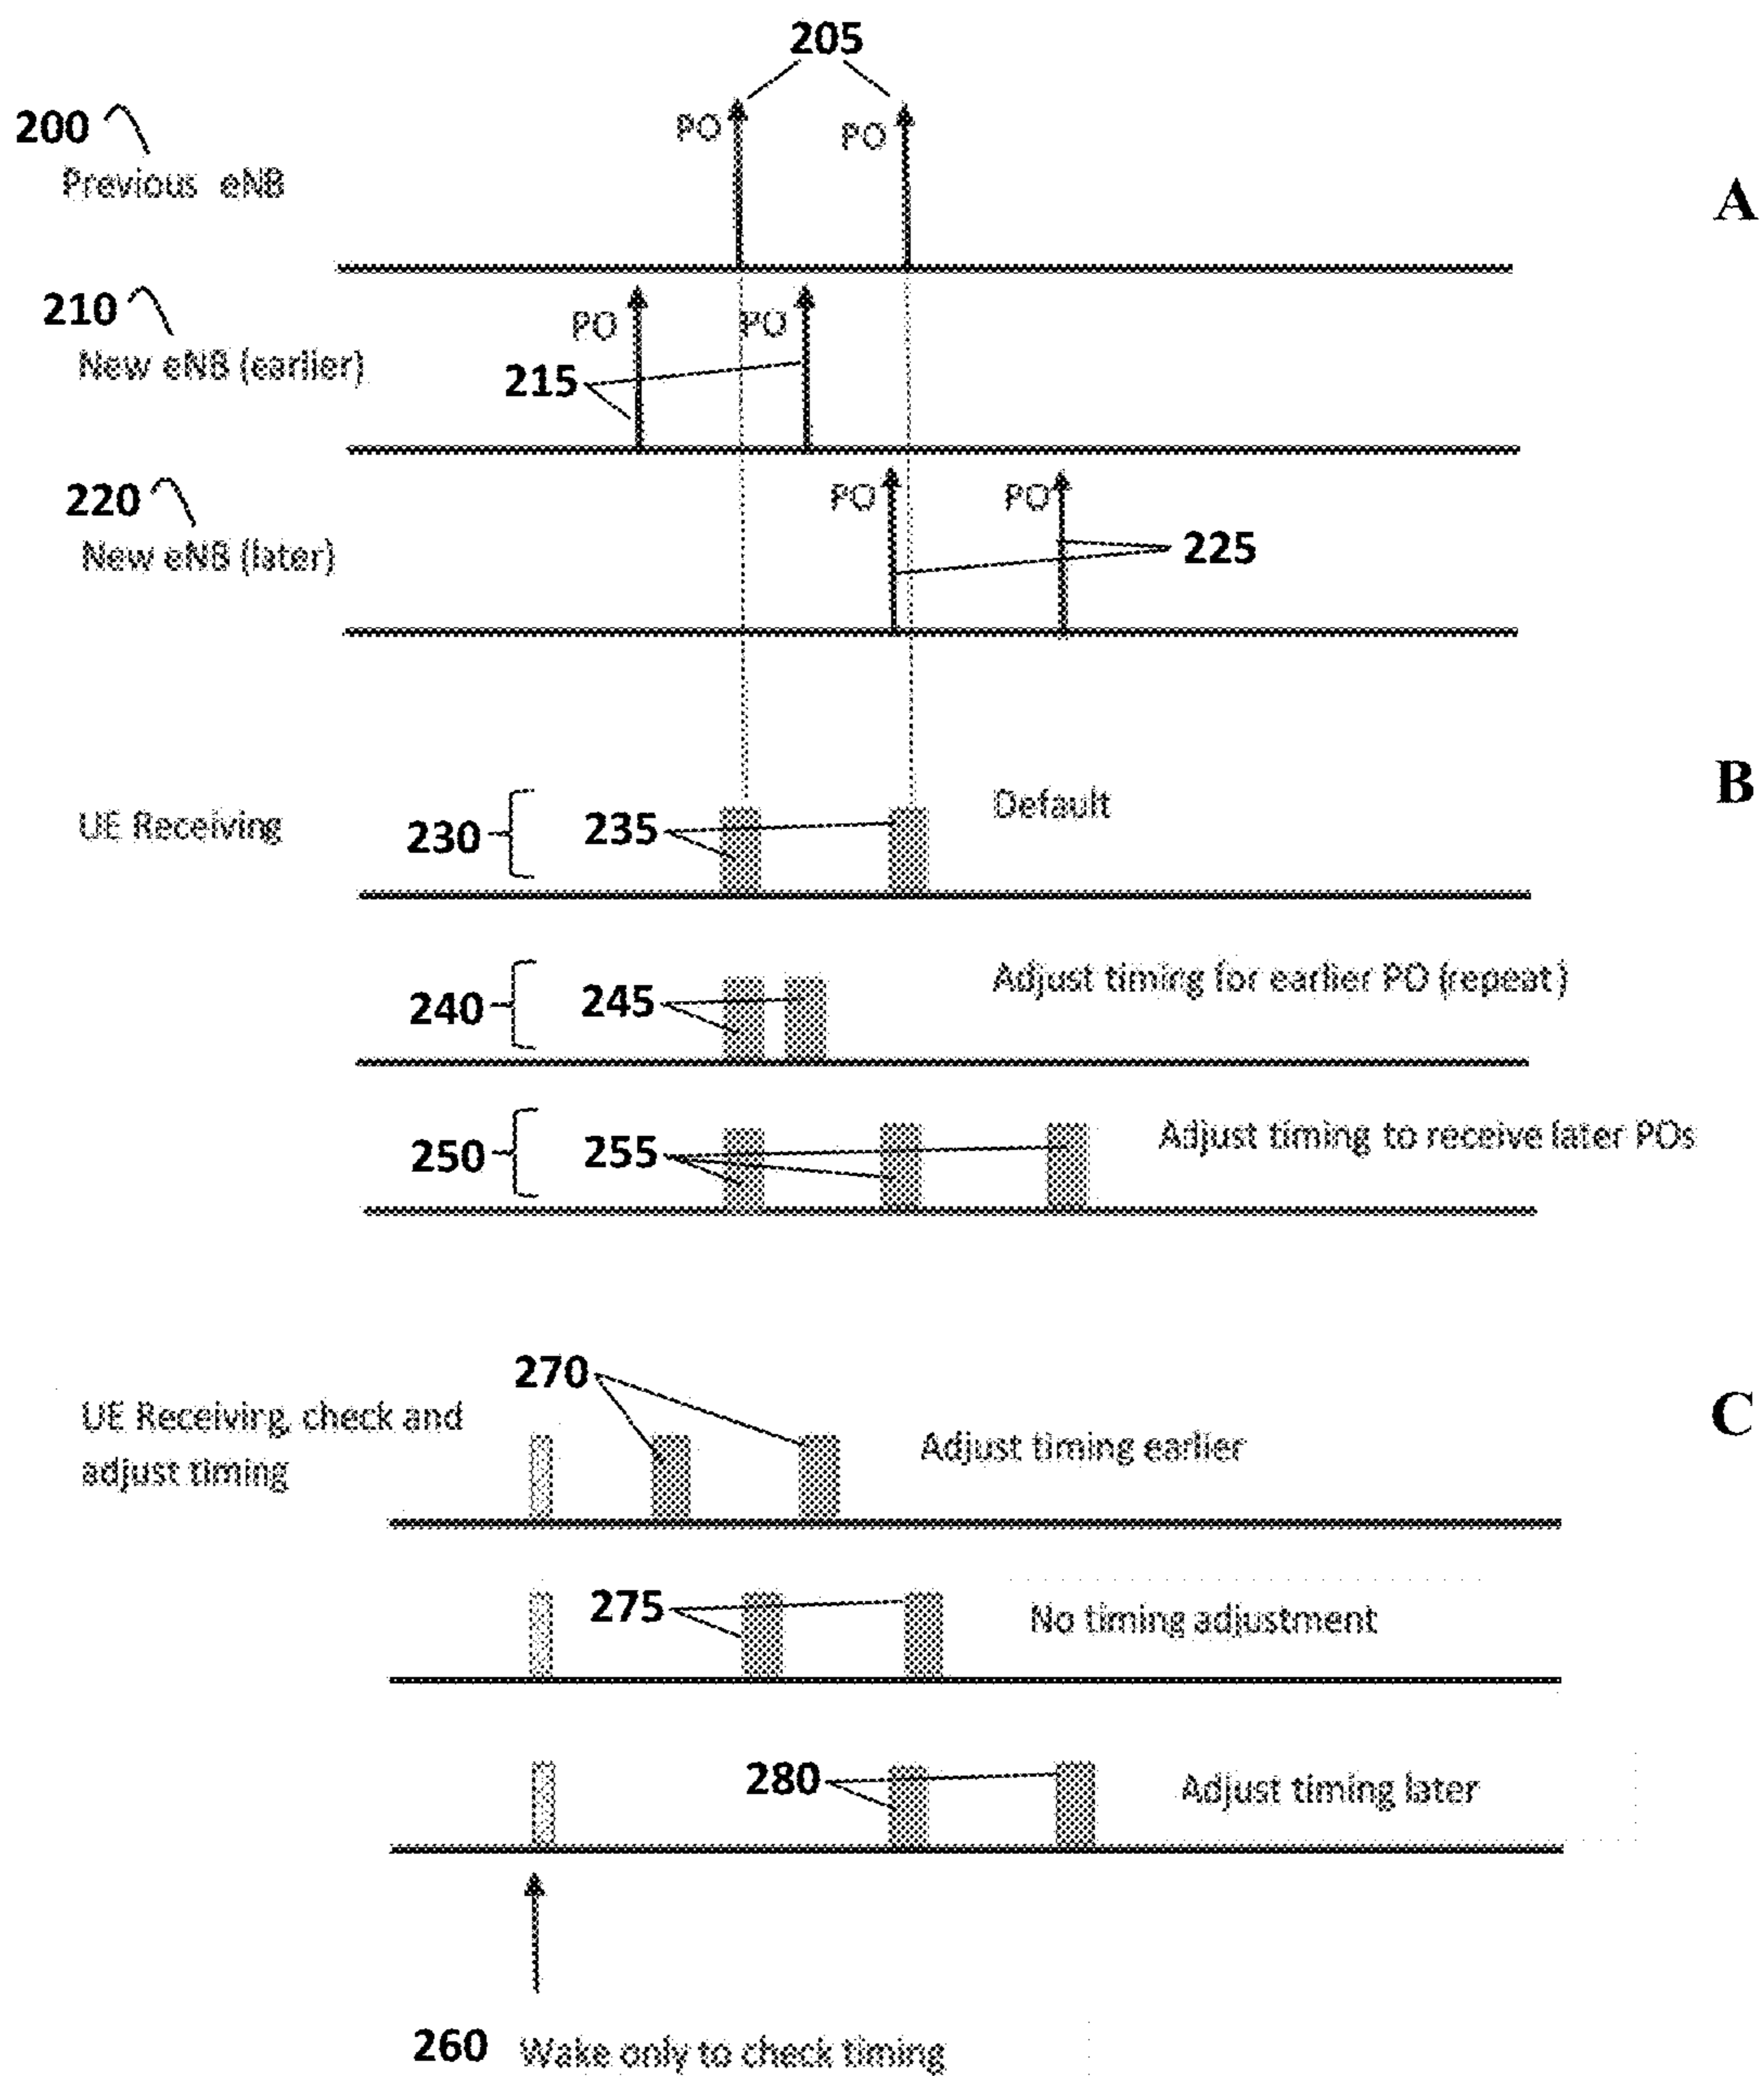 205
200
PO
PO
Previous eNB
A
210
PO
PO
New eNB (earlier)
215
220
PO
PO
New eNB (later)
225
B
UE Receiving
230
235
Default
240
245
Adjust timing for earlier PO (repeat)
250
255
Adjust timing to receive later POs
270
C
UE Receiving, check and
adjust timing
Adjust timing earlier
275
No timing adjustment
280
Adjust timing later
260 Wake only to check timing